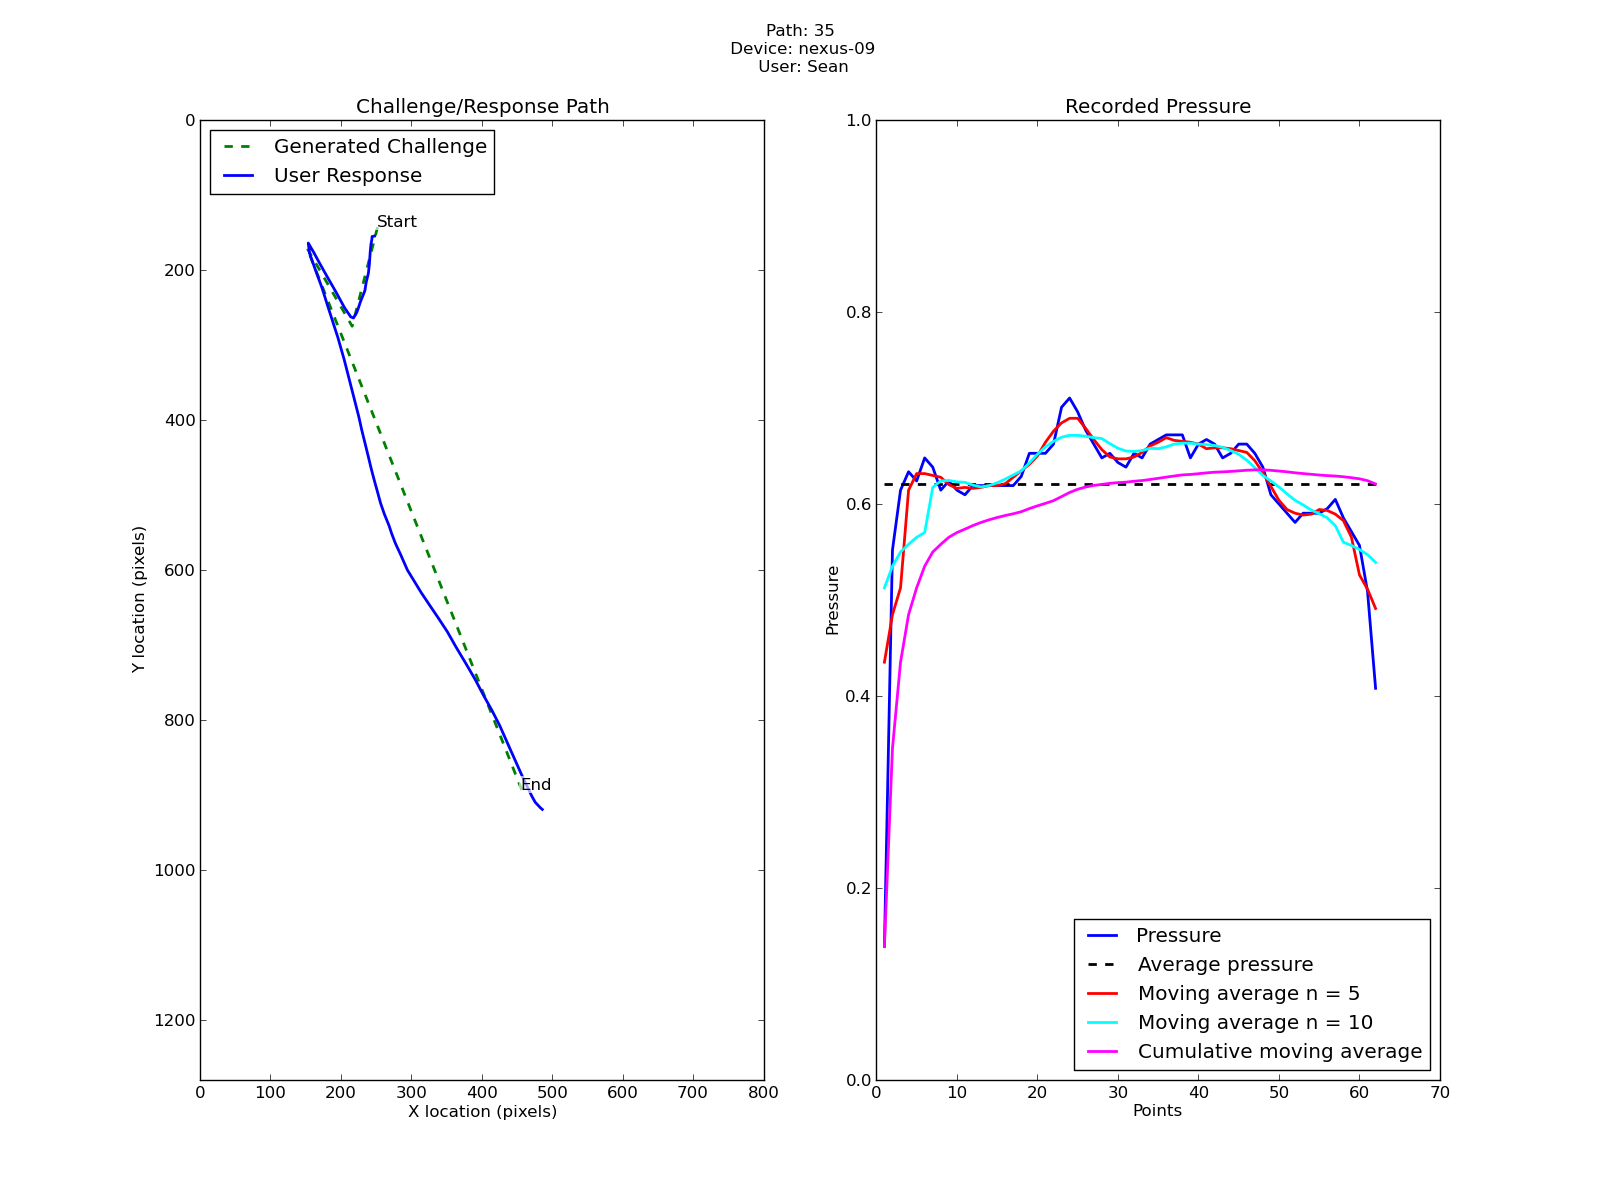 Path: 35
Device: nexus-09
User: Sean
Challenge/Response Path
Generated Challenge
User Response
Start
End
0
200
400
600
800
1000
1200
Y location (pixels)
0 100 200 300 400 500 600 700 800
X location (pixels)
Recorded Pressure
1.0
0.8
0.6
0.4
0.2
0.0
Pressure
Pressure
Average pressure
Moving average n = 5
Moving average n = 10
Cumulative moving average
0 10 20 30 40 50 60 70
Points